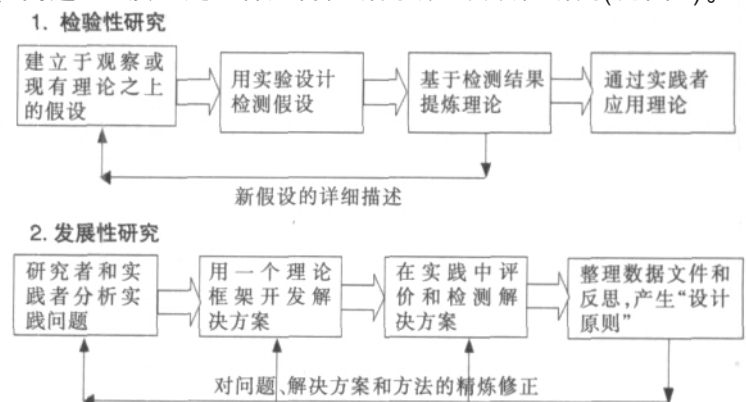 1. 检验性研究
建立于观察或
现有理论之上
的假设
用实验设计
检测假设
基于检测结果
提炼理论
通过实践者
应用理论
新假设的详细描述
2. 发展性研究
研究者和实
践者分析实
践问题
用一个理论
框架开发解
决方案
在实践中评
价和检测解
决方案
整理数据文件和
反思,产生“设计
原则”
对问题、解决方案和方法的精炼修正